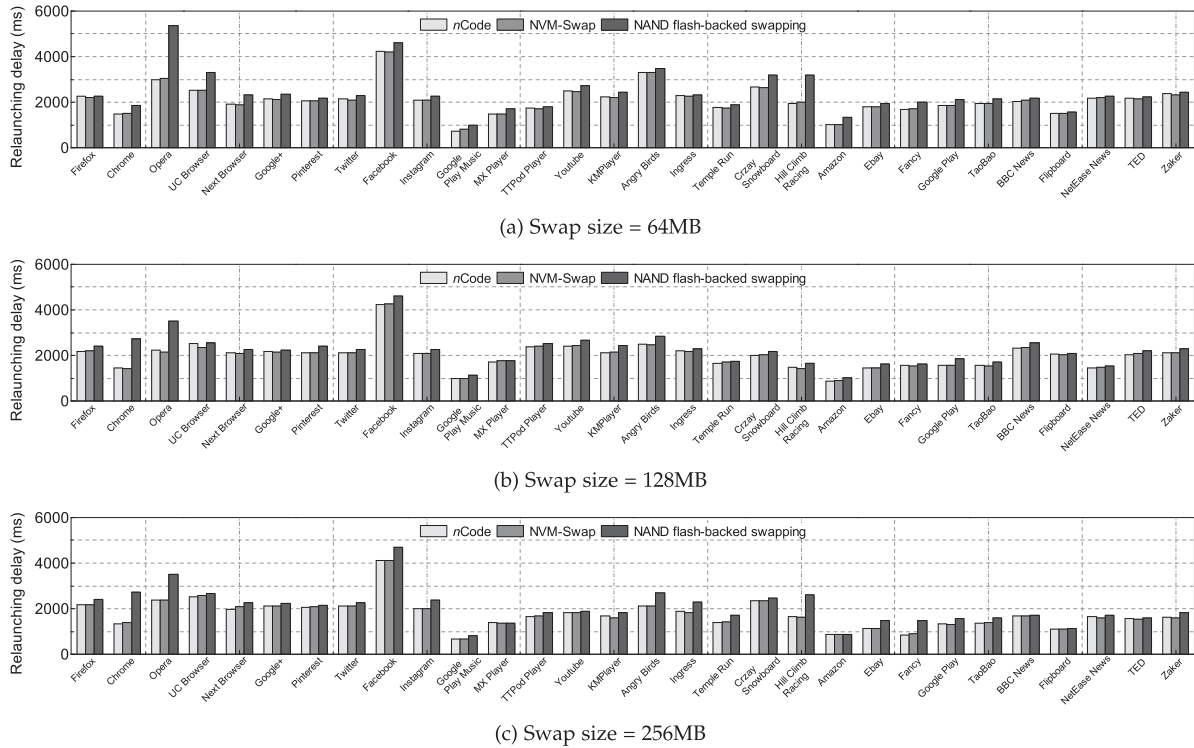 6000
4000
2000
0
Relaunching delay (ms)
nCode NVM-Swap NAND flash-backed swapping
Firefox
Chrome
Opera
UC Browser
Next Browser
Google+
Pinterest
Twitter
Facebook
Instagram
Google
Play Music
MX Player
TTPod Player
Youtube
KMPlayer
Angry Birds
Ingress
Temple Run
Crzay
Snowboard
Hill Climb
Racing
Amazon
Ebay
Fancy
Google Play
TaoBao
BBC News
Flipboard
NetEase News
TED
Zaker
(a) Swap size = 64MB
6000
4000
2000
0
Relaunching delay (ms)
nCode NVM-Swap NAND flash-backed swapping
Firefox
Chrome
Opera
UC Browser
Next Browser
Google+
Pinterest
Twitter
Facebook
Instagram
Google
Play Music
MX Player
TTPod Player
Youtube
KMPlayer
Angry Birds
Ingress
Temple Run
Crzay
Snowboard
Hill Climb
Racing
Amazon
Ebay
Fancy
Google Play
TaoBao
BBC News
Flipboard
NetEase News
TED
Zaker
(b) Swap size = 128MB
6000
4000
2000
0
Relaunching delay (ms)
nCode NVM-Swap NAND flash-backed swapping
Firefox
Chrome
Opera
UC Browser
Next Browser
Google+
Pinterest
Twitter
Facebook
Instagram
Google
Play Music
MX Player
TTPod Player
Youtube
KMPlayer
Angry Birds
Ingress
Temple Run
Crzay
Snowboard
Hill Climb
Racing
Amazon
Ebay
Fancy
Google Play
TaoBao
BBC News
Flipboard
NetEase News
TED
Zaker
(c) Swap size = 256MB